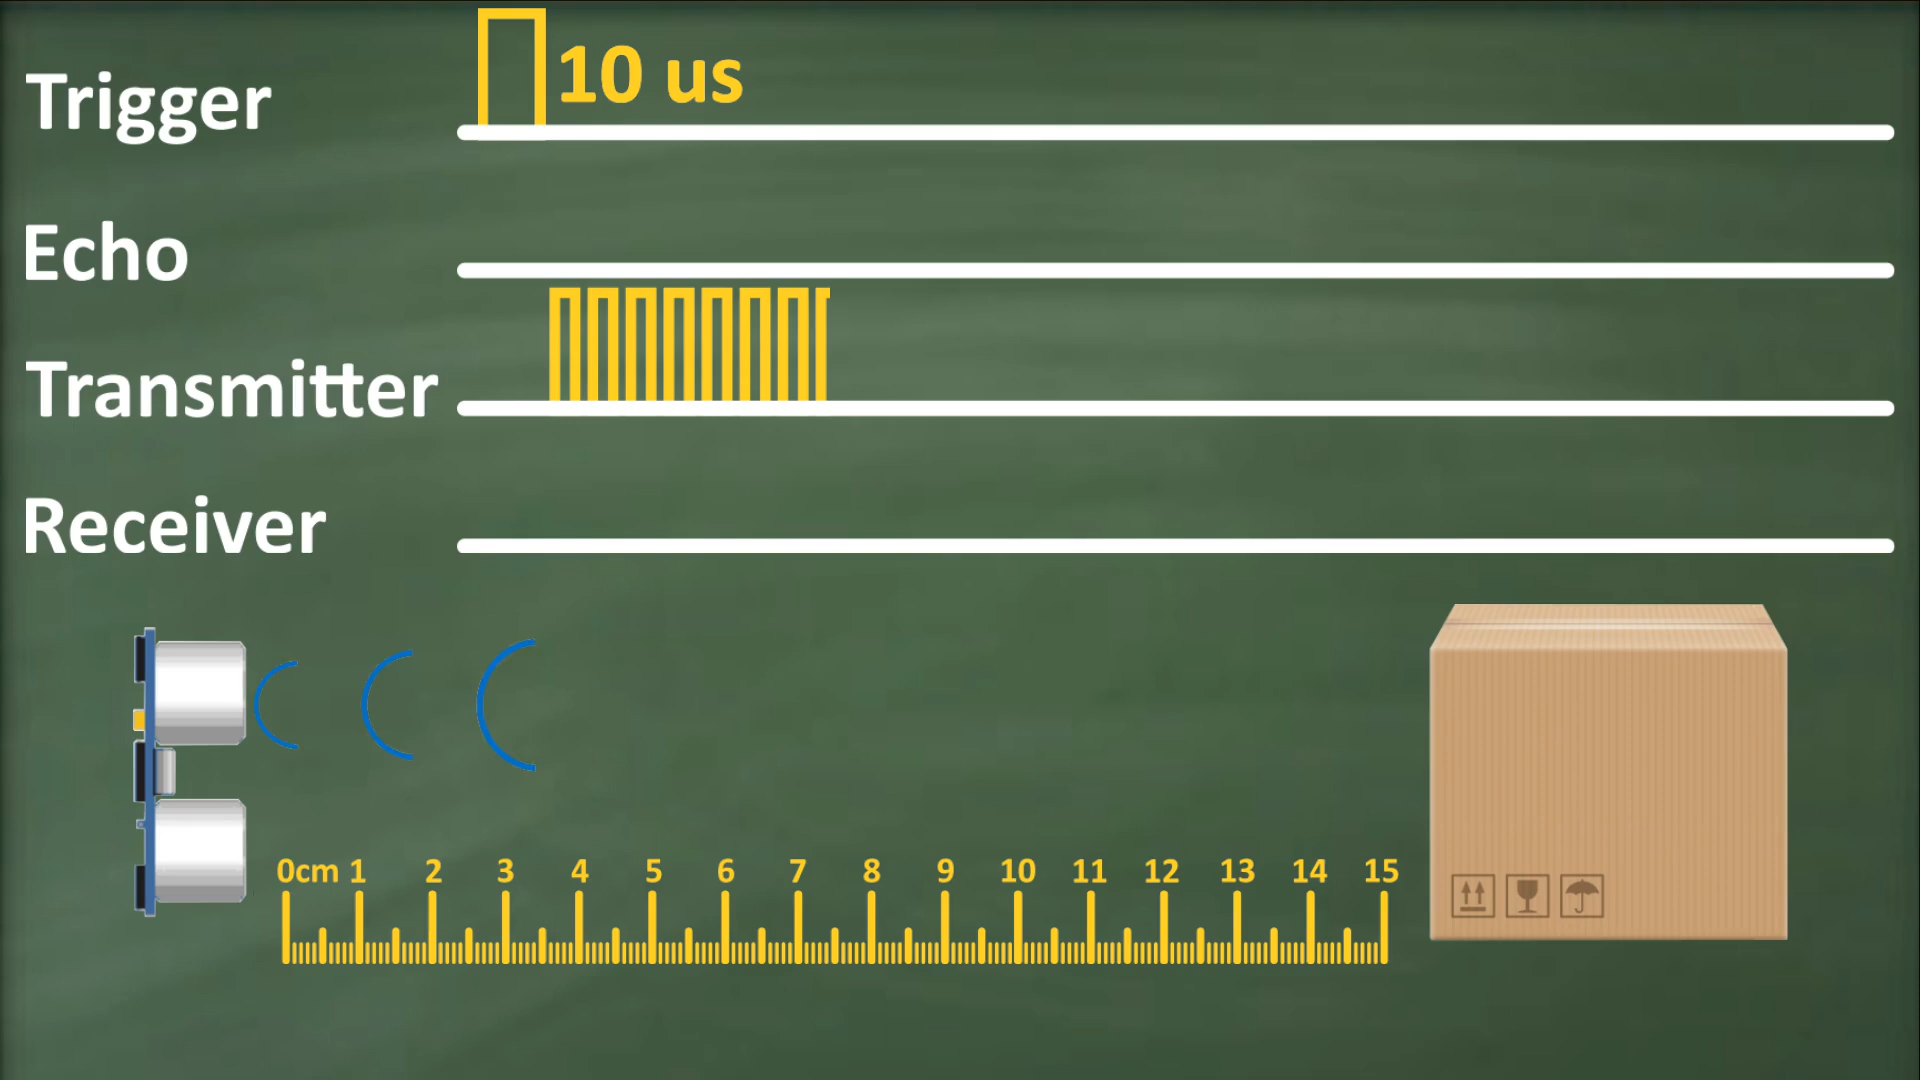 Trigger
10 us
Echo
Transmitter
Receiver
0cm 1 2 3 4 5 6 7 8 9 10 11 12 13 14 15